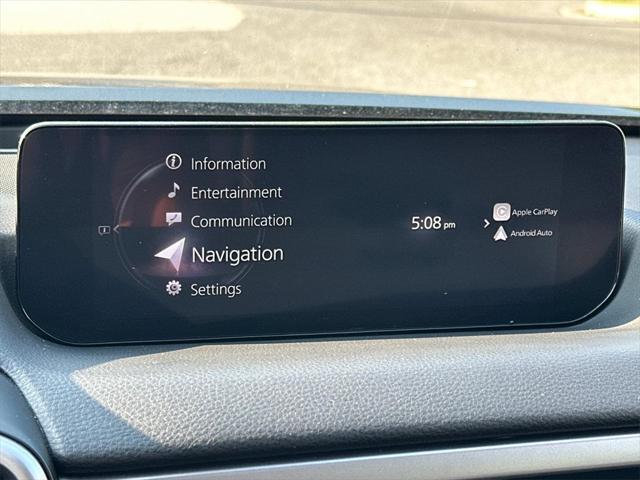 Information
Entertainment
Communication
Navigation
Settings
5:08 pm
Apple CarPlay
Android Auto